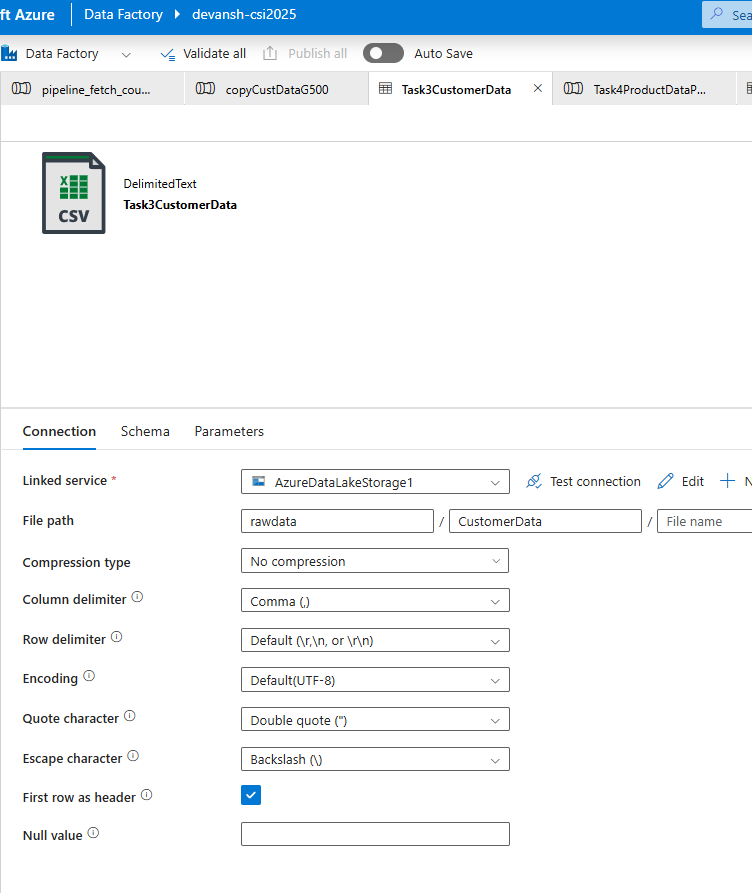 ft Azure Data Factory devansh-csi2025 Sea
Data Factory Validate all Publish all Auto Save
pipeline_fetch_cou... copyCustDataG500 Task3CustomerData Task4ProductDataP...
X
CSV
DelimitedText
Task3CustomerData
Connection Schema Parameters
Linked service * AzureDataLakeStorage1 Test connection Edit N
File path rawdata / CustomerData / File name
Compression type No compression
Column delimiter Comma (,)
Row delimiter Default (\r,\n, or \r\n)
Encoding Default(UTF-8)
Quote character Double quote (")
Escape character Backslash (\)
First row as header
Null value